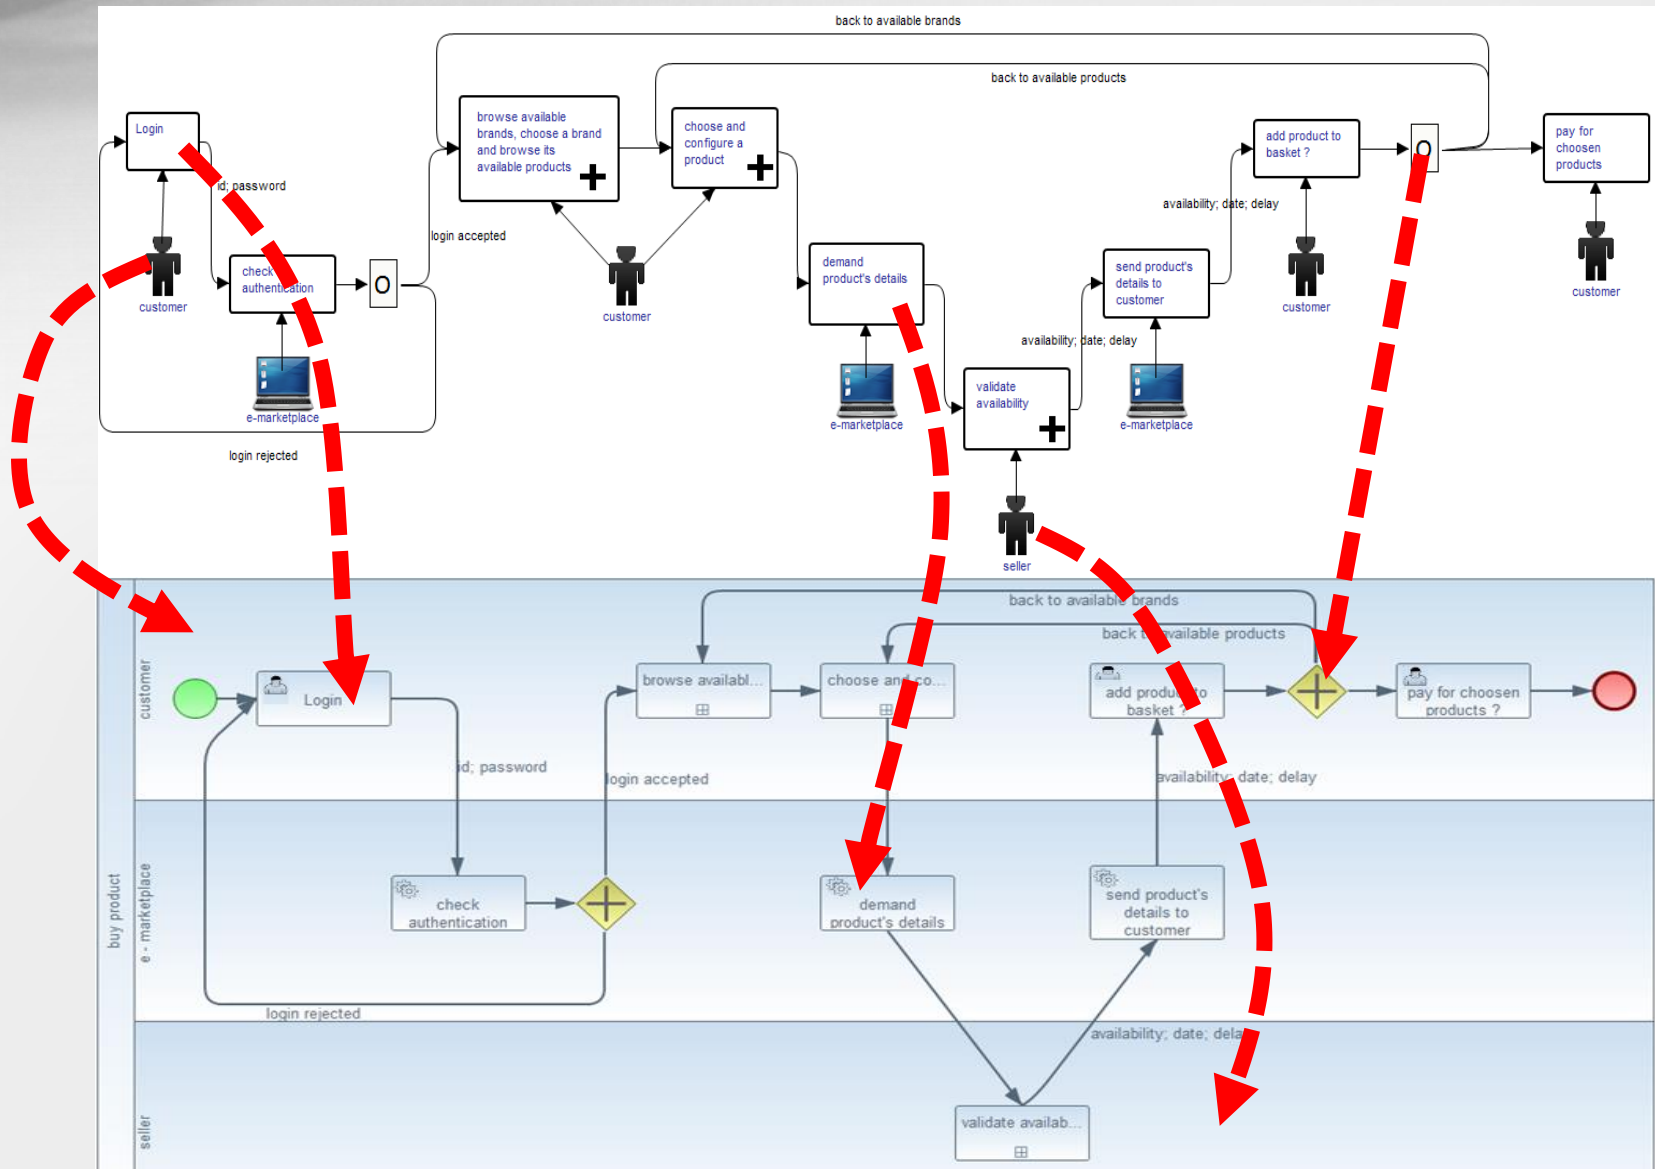 back to available brands
back to available products
Login
browse available
brands, choose a brand
and browse its
available products
choose and
configure a
product
add product to
basket ?
O
pay for
choosen
products
id; password
login accepted
availability; date; delay
customer
check
authentication
O
customer
demand
product's details
send product's
details to
customer
customer
customer
availability; date; delay
validate
availability
e-marketplace
e-marketplace
e-marketplace
login rejected
seller
back to available brands
back to available products
customer
Login
browse availabl...
choose and co...
add product to
basket ?
pay for choosen
products ?
id; password
login accepted
availability; date; delay
buy product
e - marketplace
check
authentication
demand
product's details
send product's
details to
customer
login rejected
availability; date; dela
seller
validate availab...